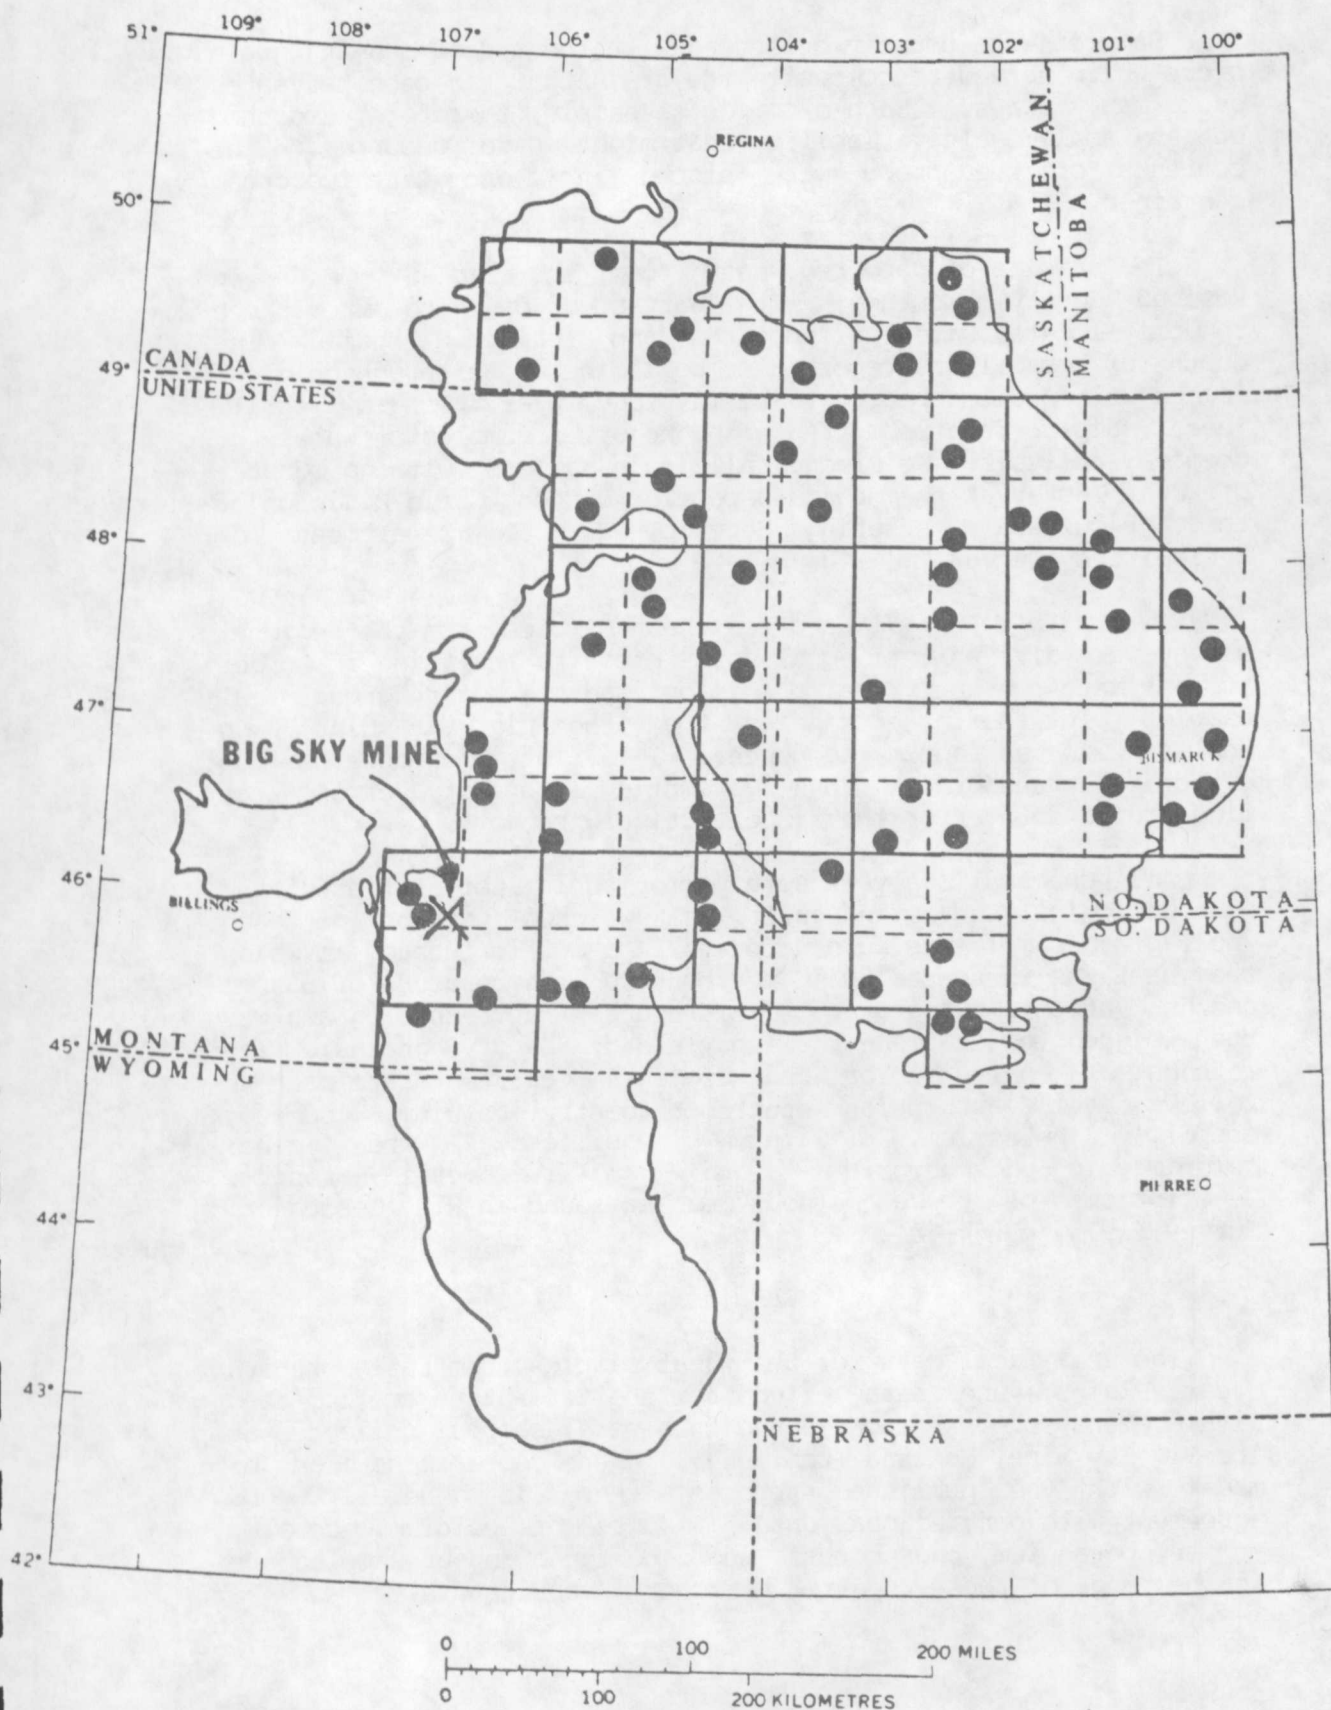 51° 109° 108° 107° 106° 105° 104° 103° 102° 101° 100°
REGINA
SASKATCHEWAN
MANITOBA
50°
CANADA
49°
UNITED STATES
48°
47°
BIG SKY MINE
BISMARCK
46°
BILLINGS
NO. DAKOTA
SO. DAKOTA
MONTANA
45°
WYOMING
PIERRE
44°
43°
NEBRASKA
42°
0 100 200 MILES
0 100 200 KILOMETRES